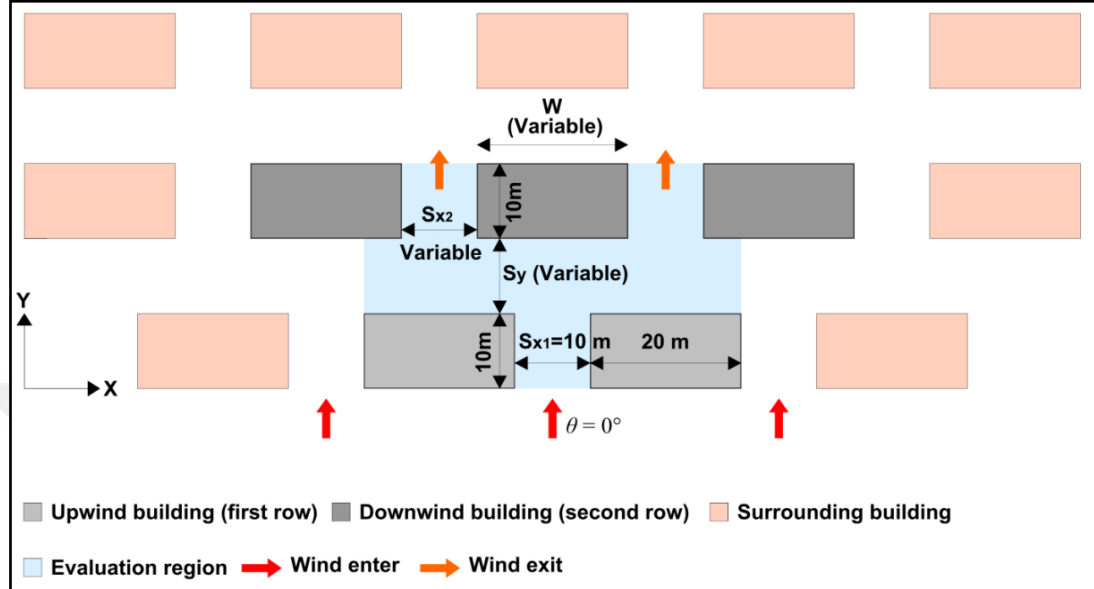 W
(Variable)
10m
Sx2
Variable
Sy (Variable)
10m
Sx1=10 m
20 m
Y
X
θ = 0°
Upwind building (first row)
Downwind building (second row)
Surrounding building
Evaluation region
Wind enter
Wind exit